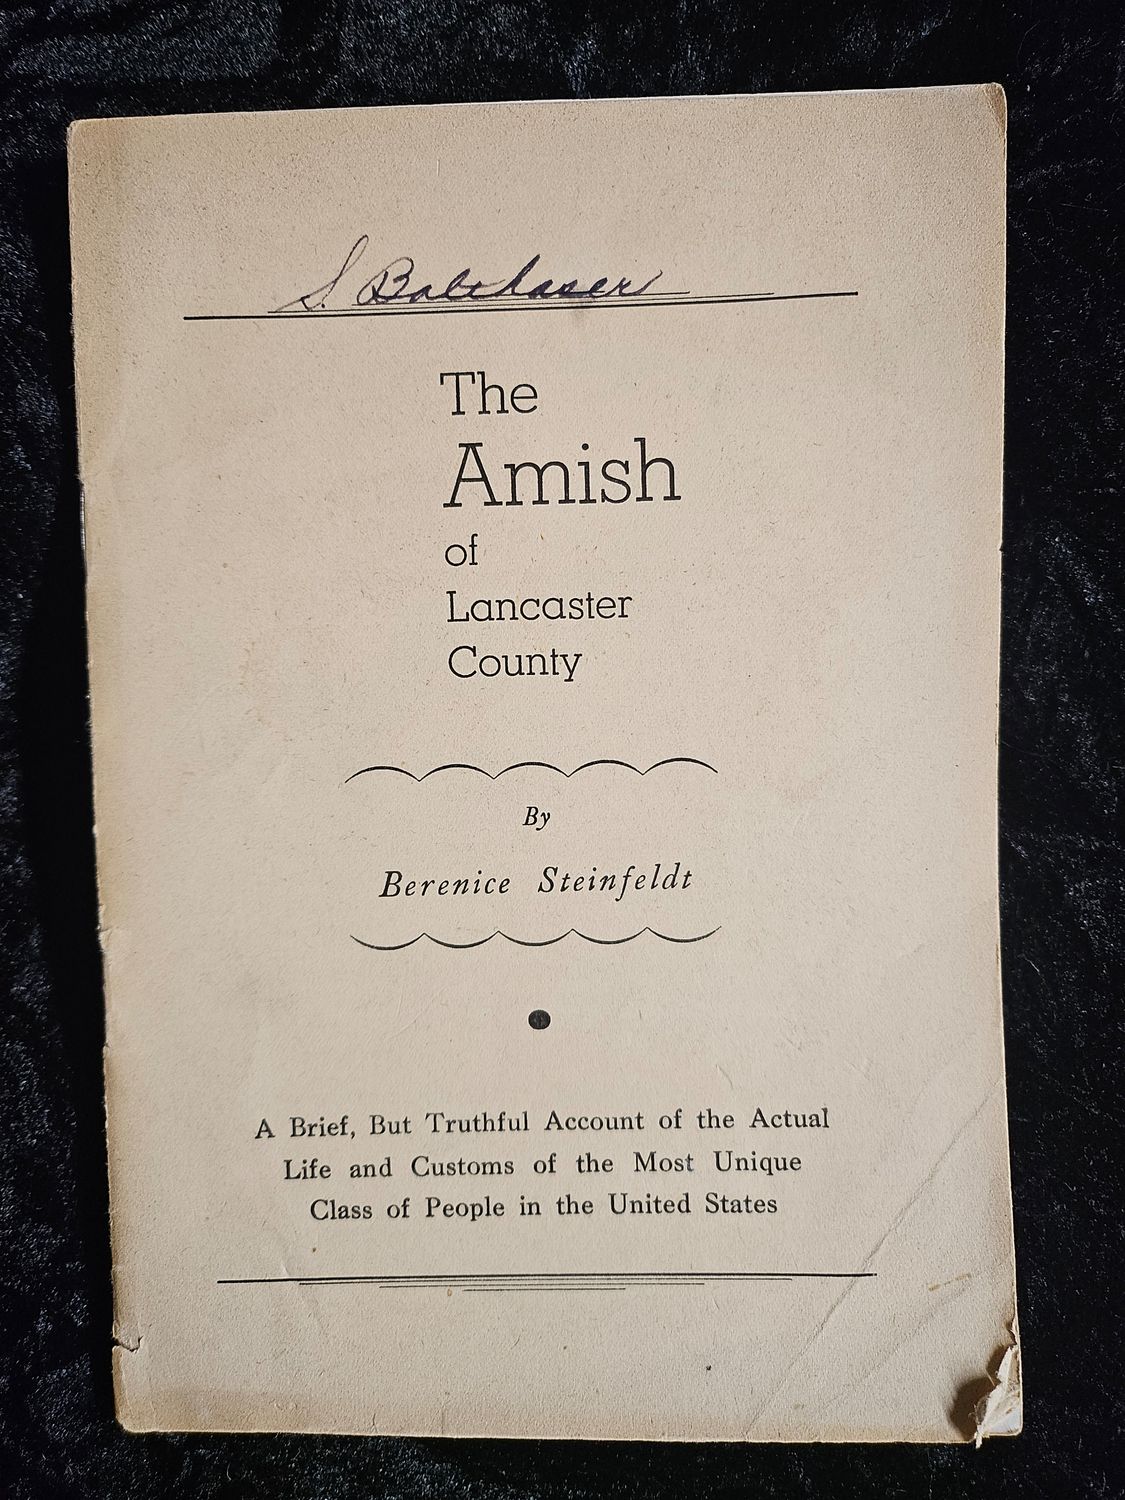 S. Balthaser
The
Amish
of
Lancaster
County
By
Berenice Steinfeldt
A Brief, But Truthful Account of the Actual
Life and Customs of the Most Unique
Class of People in the United States